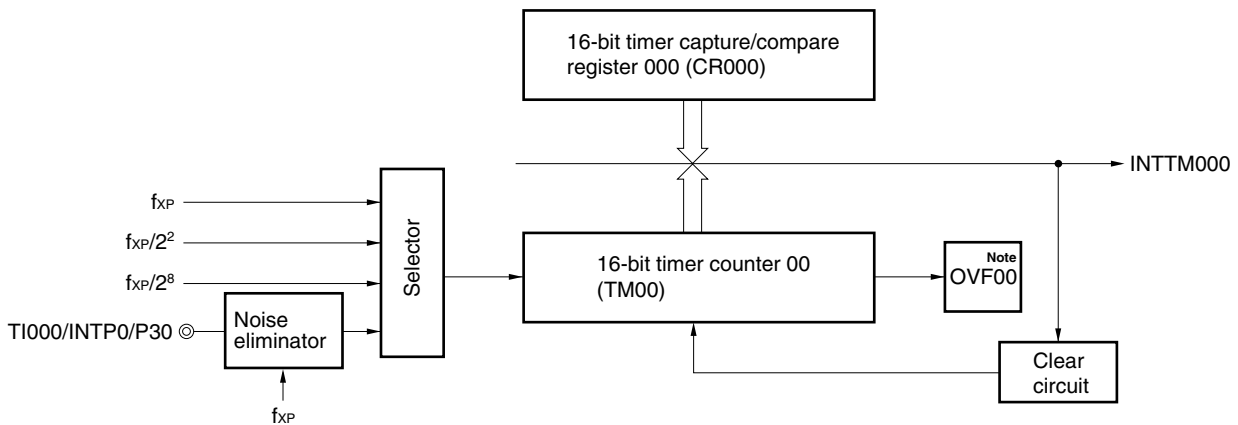 16-bit timer capture/compare
register 000 (CR000)
INTTM000
fXP
fXP/2²
fXP/2⁸
TI000/INTP0/P30
Noise
eliminator
fXP
Selector
16-bit timer counter 00
(TM00)
Note
OVF00
Clear
circuit